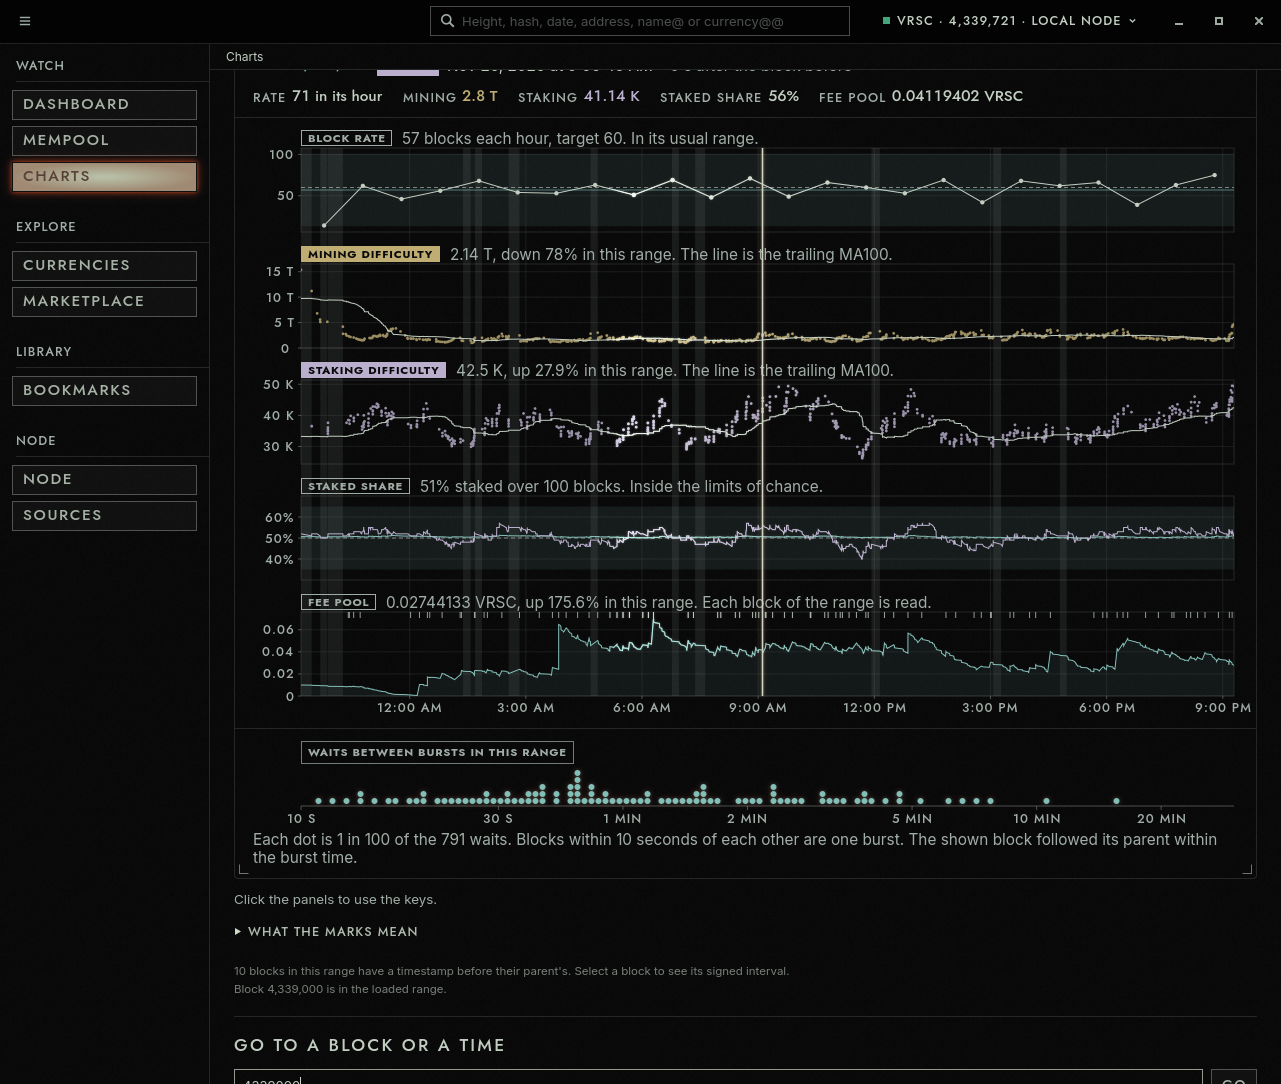 Height, hash, date, address, name@ or currency@@
VRSC · 4,339,721 · LOCAL NODE
WATCH
Charts
DASHBOARD
MEMPOOL
CHARTS
EXPLORE
CURRENCIES
MARKETPLACE
LIBRARY
BOOKMARKS
NODE
NODE
SOURCES
RATE 71 in its hour MINING 2.8 T STAKING 41.14 K STAKED SHARE 56% FEE POOL 0.04119402 VRSC
BLOCK RATE 57 blocks each hour, target 60. In its usual range.
100
50
MINING DIFFICULTY 2.14 T, down 78% in this range. The line is the trailing MA100.
15 T
10 T
5 T
0
STAKING DIFFICULTY 42.5 K, up 27.9% in this range. The line is the trailing MA100.
50 K
40 K
30 K
STAKED SHARE 51% staked over 100 blocks. Inside the limits of chance.
60%
50%
40%
FEE POOL 0.02744133 VRSC, up 175.6% in this range. Each block of the range is read.
0.06
0.04
0.02
0
12:00 AM 3:00 AM 6:00 AM 9:00 AM 12:00 PM 3:00 PM 6:00 PM 9:00 PM
WAITS BETWEEN BURSTS IN THIS RANGE
10 S 30 S 1 MIN 2 MIN 5 MIN 10 MIN 20 MIN
Each dot is 1 in 100 of the 791 waits. Blocks within 10 seconds of each other are one burst. The shown block followed its parent within
the burst time.
Click the panels to use the keys.
WHAT THE MARKS MEAN
10 blocks in this range have a timestamp before their parent's. Select a block to see its signed interval.
Block 4,339,000 is in the loaded range.
GO TO A BLOCK OR A TIME